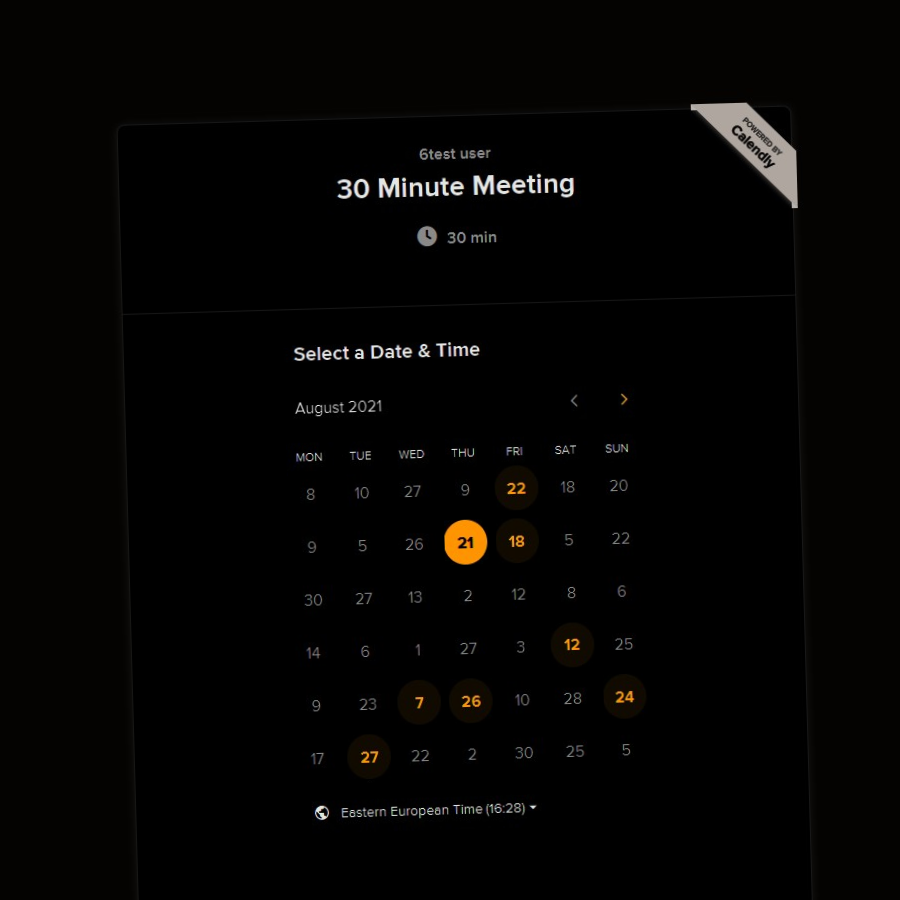 POWERED BY
Calendly
6test user
30 Minute Meeting
30 min
Select a Date & Time
August 2021
MON TUE WED THU FRI SAT SUN
8 10 27 9 22 18 20
9 5 26 21 18 5 22
30 27 13 2 12 8 6
14 6 1 27 3 12 25
9 23 7 26 10 28 24
17 27 22 2 30 25 5
Eastern European Time (16:28)